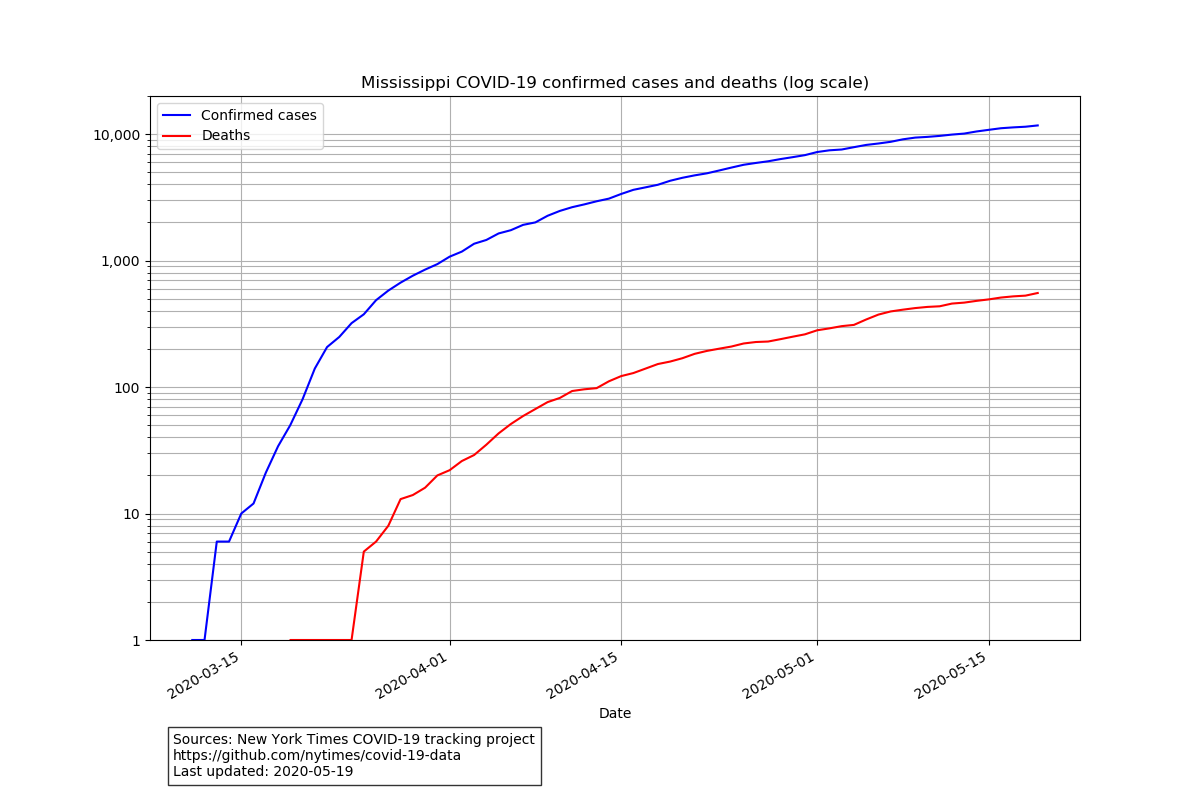 Mississippi COVID-19 confirmed cases and deaths (log scale)
Confirmed cases
Deaths
10,000
1,000
100
10
1
2020-03-15
2020-04-01
2020-04-15
2020-05-01
2020-05-15
Date
Sources: New York Times COVID-19 tracking project
https://github.com/nytimes/covid-19-data
Last updated: 2020-05-19